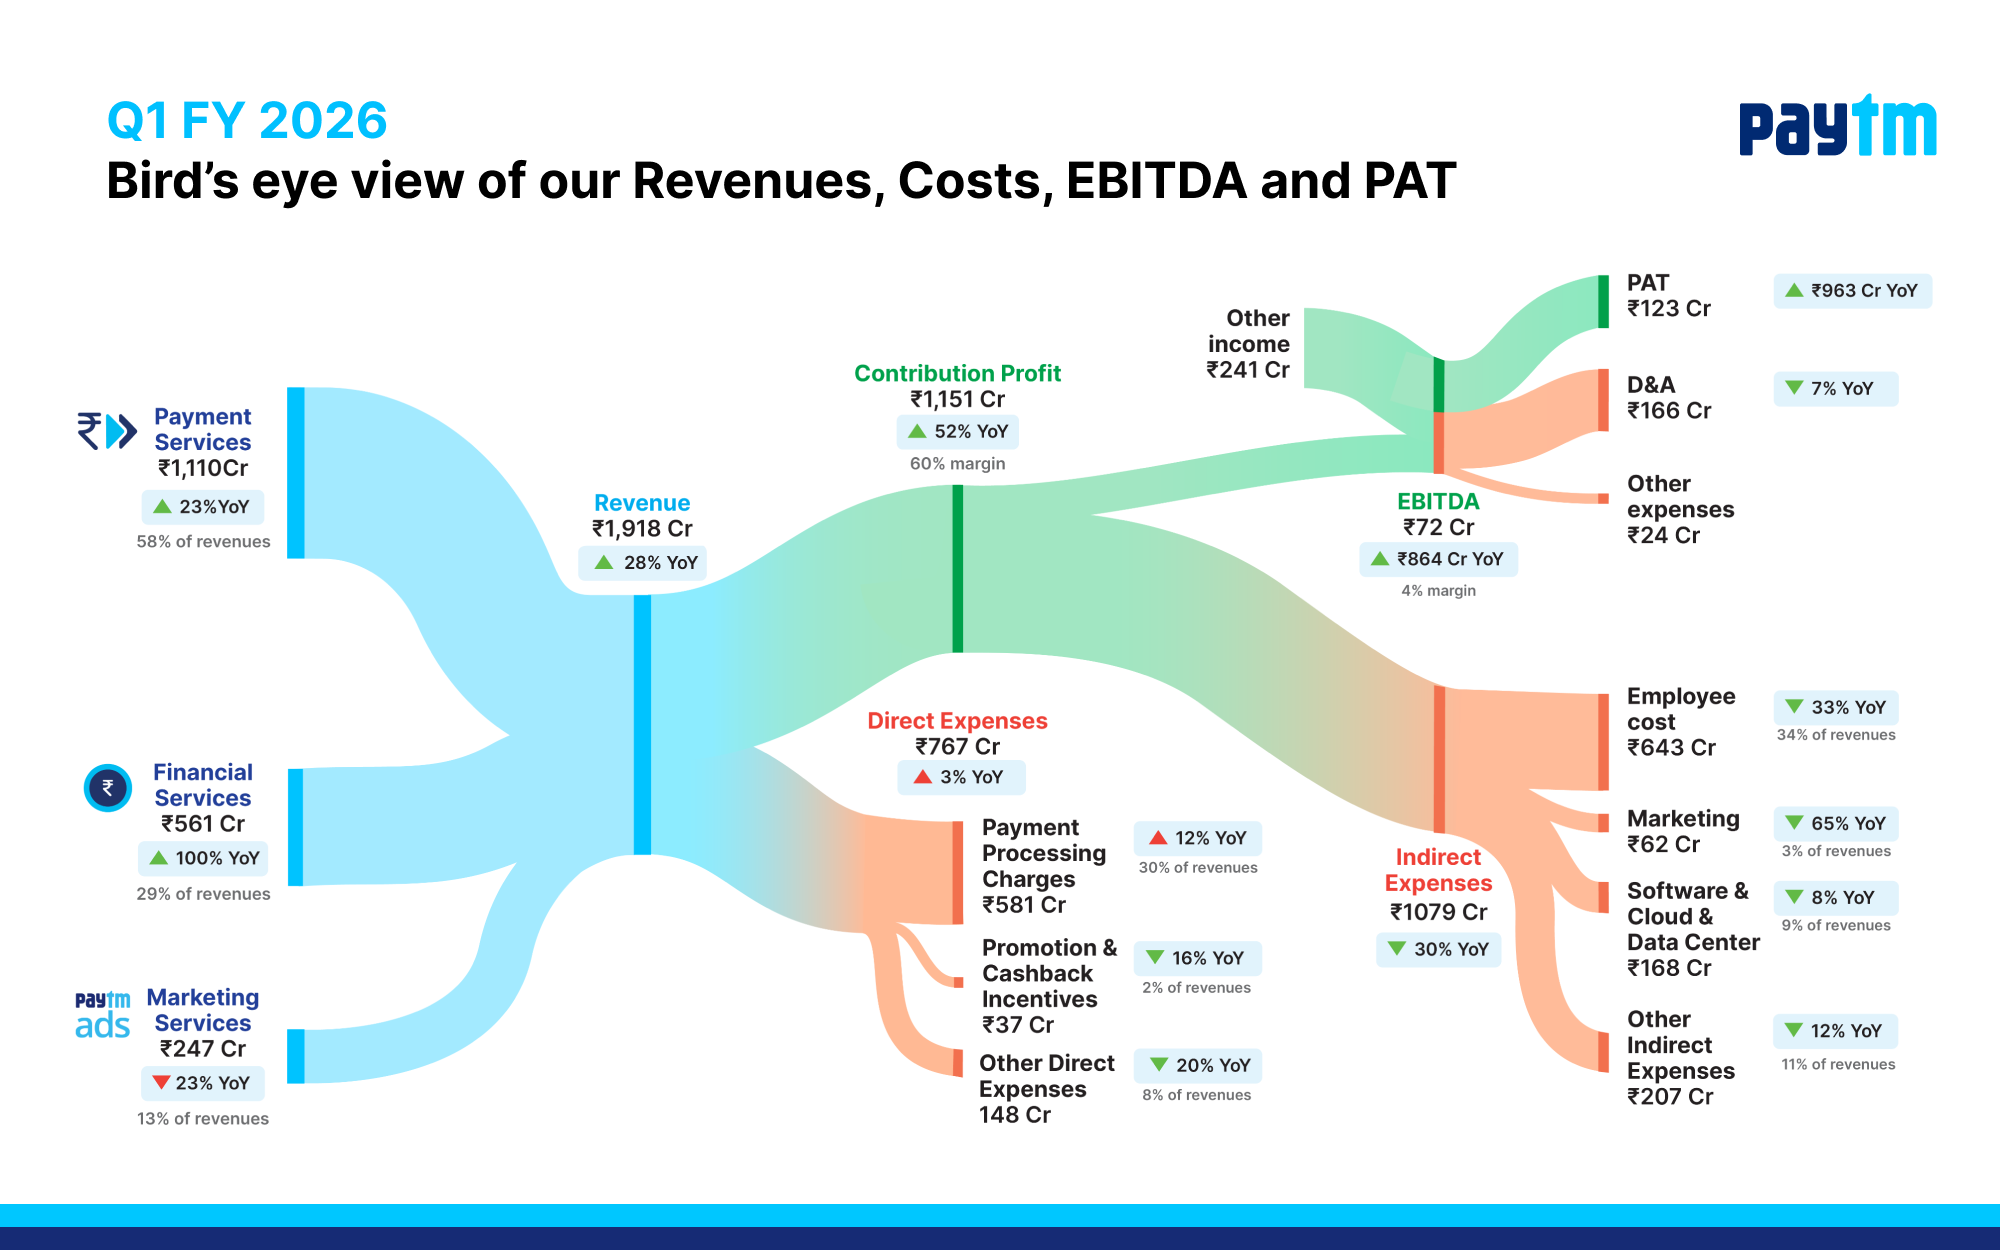 Q1 FY 2026
Bird's eye view of our Revenues, Costs, EBITDA and PAT
paytm
Payment
Services
₹1,110Cr
▲ 23%YoY
58% of revenues
₹
Financial
Services
₹561 Cr
▲ 100% YoY
29% of revenues
paytm
ads
Marketing
Services
₹247 Cr
▼ 23% YoY
13% of revenues
Revenue
₹1,918 Cr
▲ 28% YoY
Contribution Profit
₹1,151 Cr
▲ 52% YoY
60% margin
Direct Expenses
₹767 Cr
▲ 3% YoY
Payment
Processing
Charges
₹581 Cr
▲ 12% YoY
30% of revenues
Promotion &
Cashback
Incentives
₹37 Cr
▼ 16% YoY
2% of revenues
Other Direct
Expenses
148 Cr
▼ 20% YoY
8% of revenues
Other
income
₹241 Cr
EBITDA
₹72 Cr
▲ ₹864 Cr YoY
4% margin
Indirect
Expenses
₹1079 Cr
▼ 30% YoY
PAT
₹123 Cr
▲ ₹963 Cr YoY
D&A
₹166 Cr
▼ 7% YoY
Other
expenses
₹24 Cr
Employee
cost
₹643 Cr
▼ 33% YoY
34% of revenues
Marketing
₹62 Cr
▼ 65% YoY
3% of revenues
Software &
Cloud &
Data Center
₹168 Cr
▼ 8% YoY
9% of revenues
Other
Indirect
Expenses
₹207 Cr
▼ 12% YoY
11% of revenues